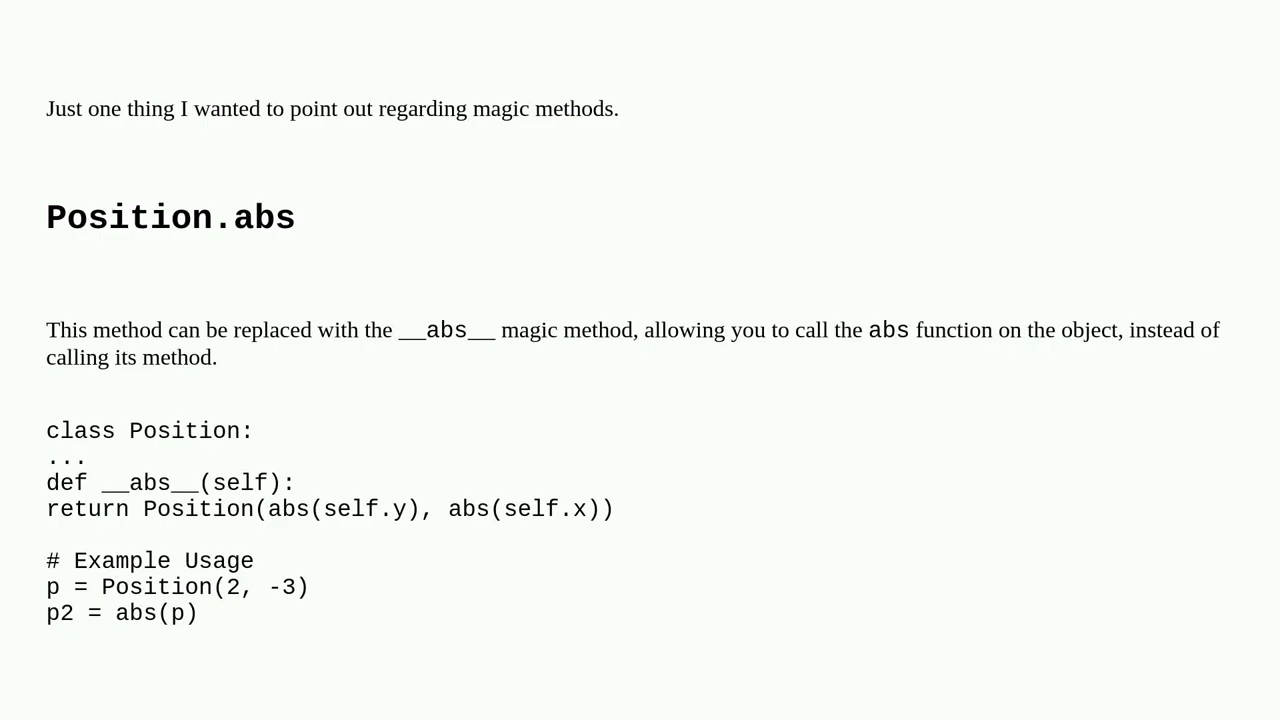 Just one thing I wanted to point out regarding magic methods.
Position.abs
This method can be replaced with the __abs__ magic method, allowing you to call the abs function on the object, instead of
calling its method.
class Position:
...
def __abs__(self):
return Position(abs(self.y), abs(self.x))
# Example Usage
p = Position(2, -3)
p2 = abs(p)